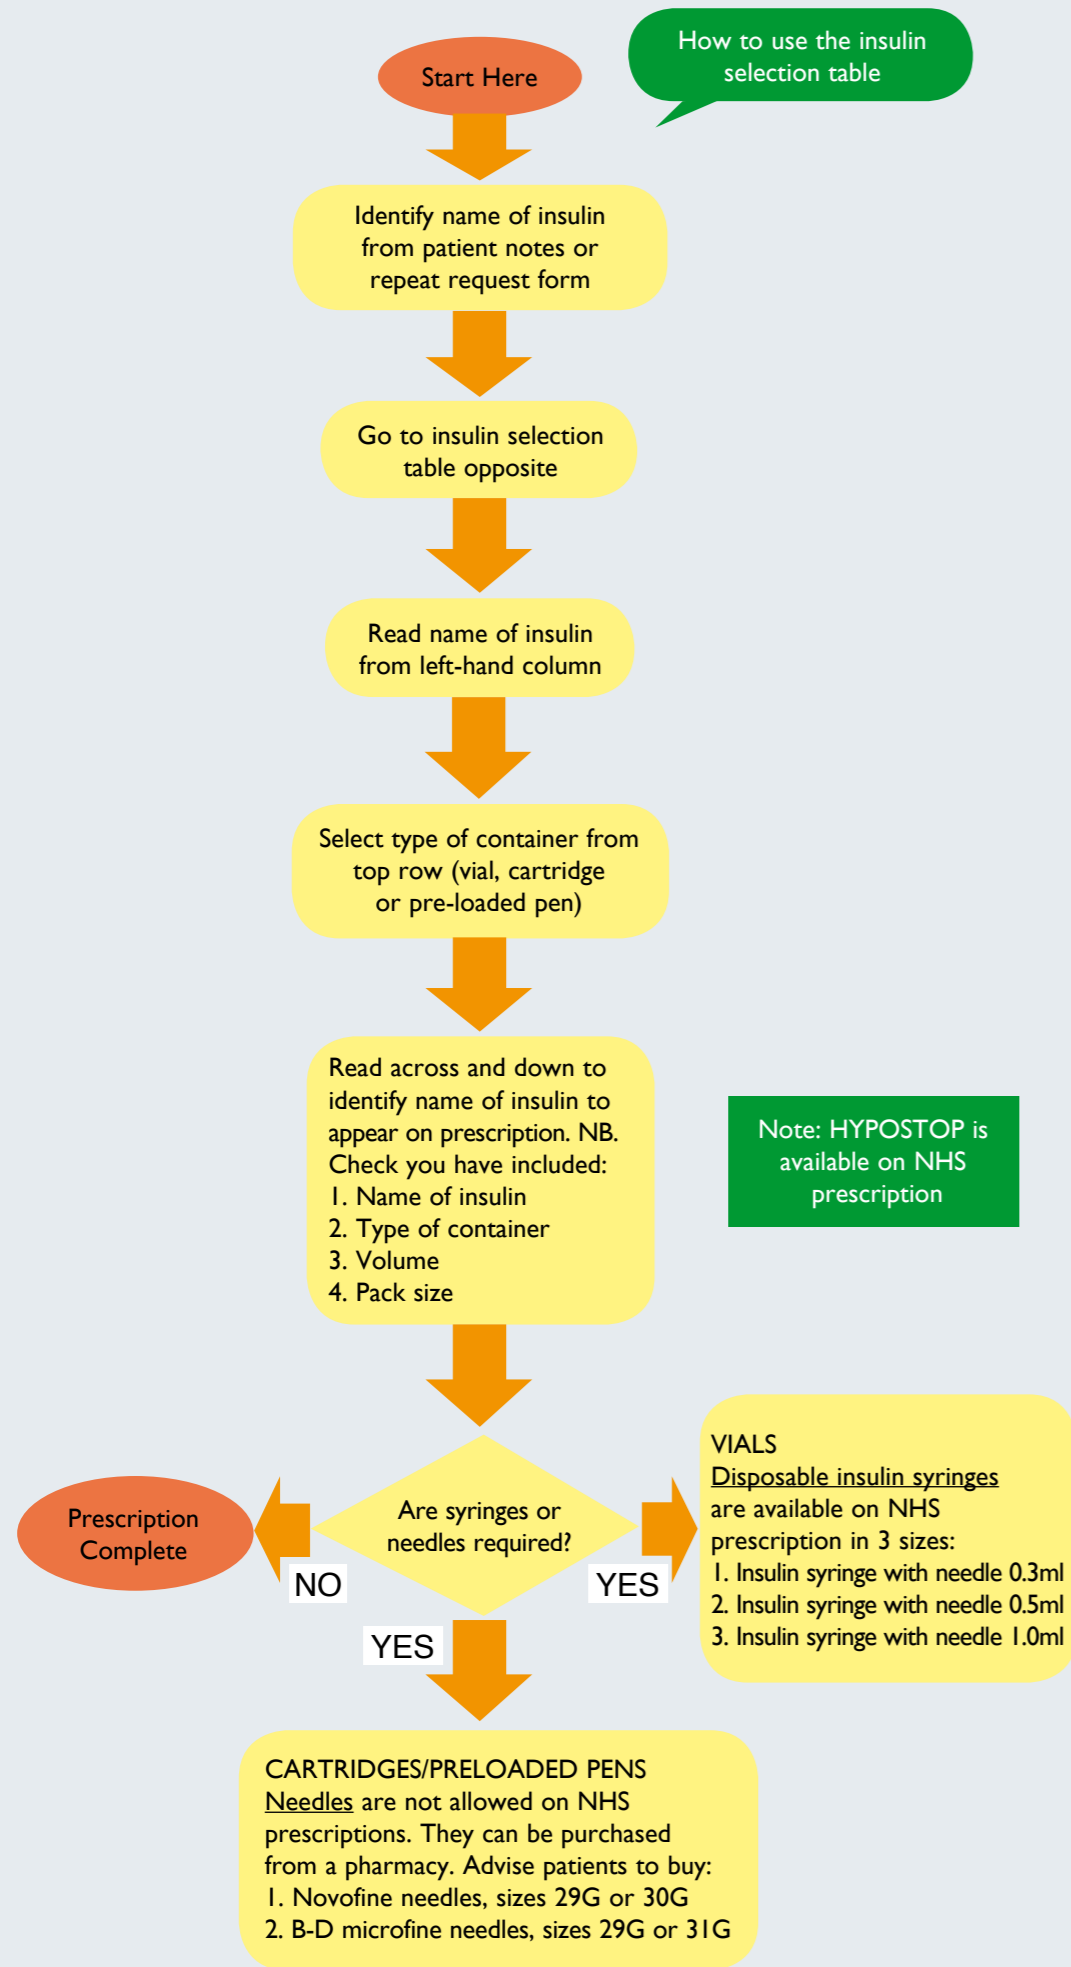 Start Here
How to use the insulin
selection table
Identify name of insulin
from patient notes or
repeat request form
Go to insulin selection
table opposite
Read name of insulin
from left-hand column
Select type of container from
top row (vial, cartridge
or pre-loaded pen)
Read across and down to
identify name of insulin to
appear on prescription. NB.
Check you have included:
1. Name of insulin
2. Type of container
3. Volume
4. Pack size
Note: HYPOSTOP is
available on NHS
prescription
Are syringes or
needles required?
NO
Prescription
Complete
YES
VIALS
Disposable insulin syringes
are available on NHS
prescription in 3 sizes:
1. Insulin syringe with needle 0.3ml
2. Insulin syringe with needle 0.5ml
3. Insulin syringe with needle 1.0ml
YES
CARTRIDGES/PRELOADED PENS
Needles are not allowed on NHS
prescriptions. They can be purchased
from a pharmacy. Advise patients to buy:
1. Novofine needles, sizes 29G or 30G
2. B-D microfine needles, sizes 29G or 31G